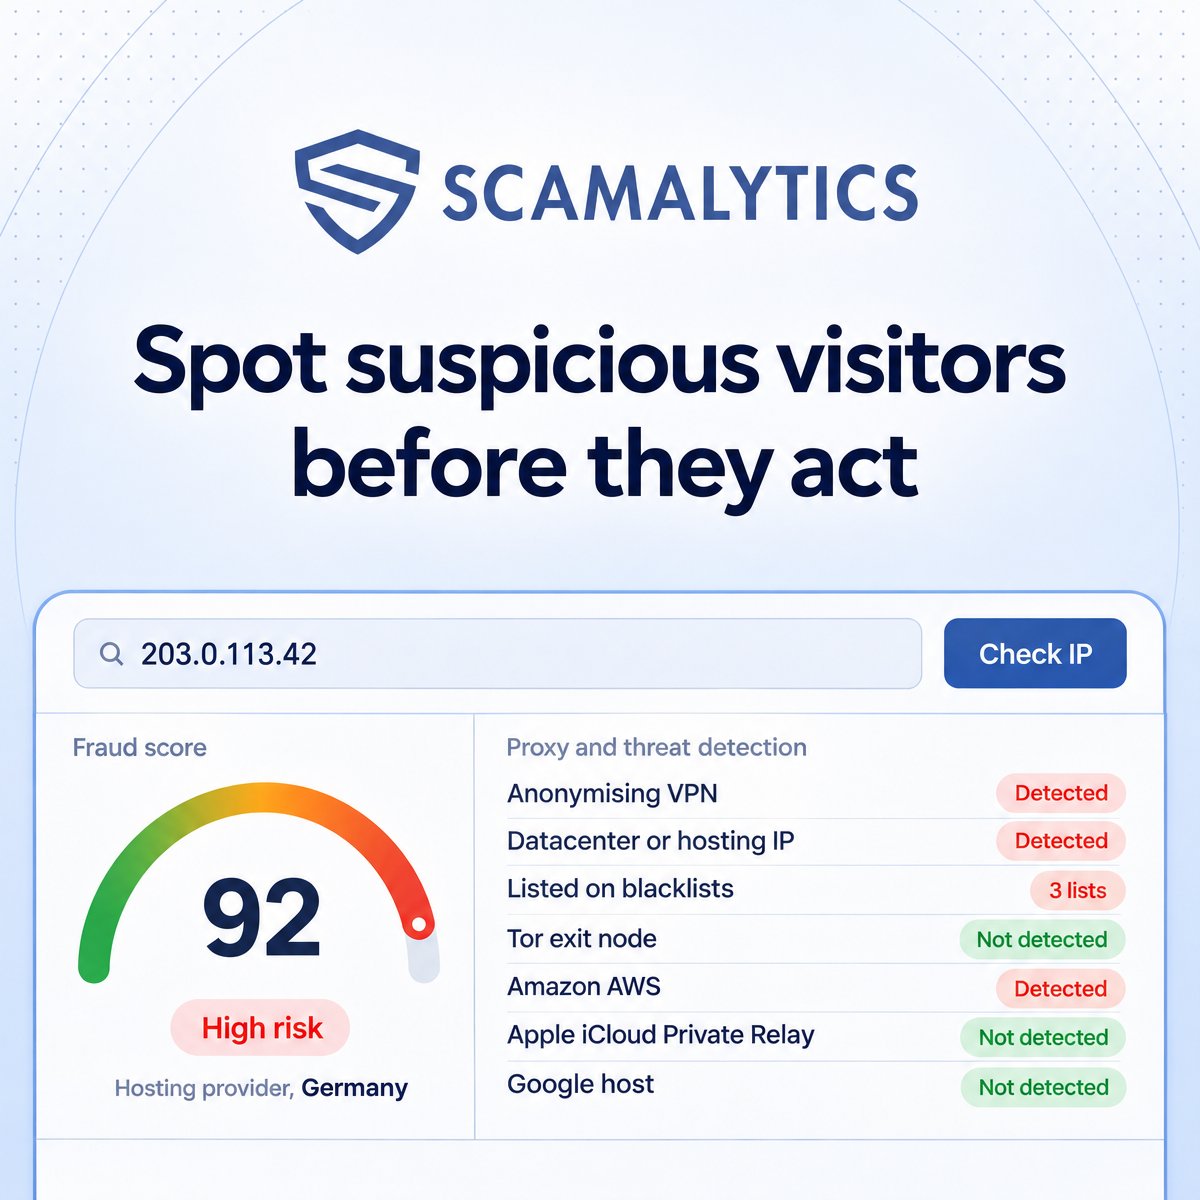 SCAMALYTICS
Spot suspicious visitors
before they act
203.0.113.42
Check IP
Fraud score
92
High risk
Hosting provider, Germany
Proxy and threat detection
Anonymising VPN Detected
Datacenter or hosting IP Detected
Listed on blacklists 3 lists
Tor exit node Not detected
Amazon AWS Detected
Apple iCloud Private Relay Not detected
Google host Not detected